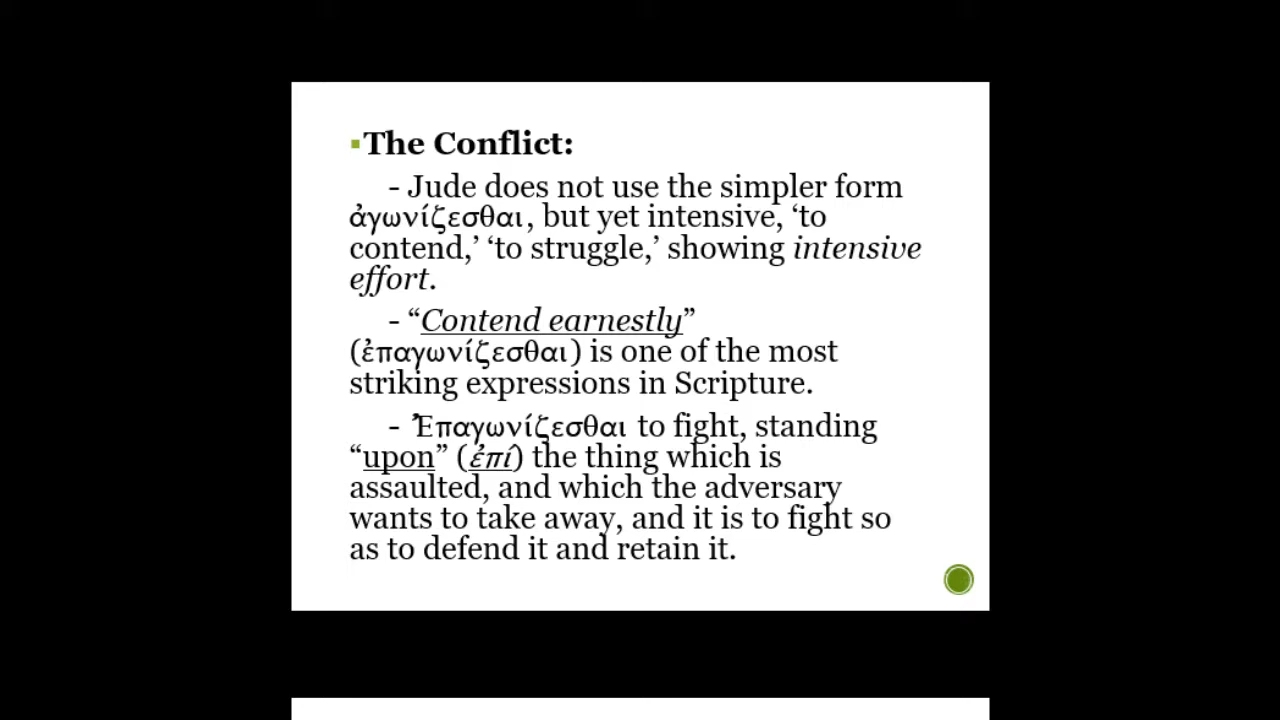 ▪The Conflict:
- Jude does not use the simpler form
ἀγωνίζεσθαι, but yet intensive, ‘to
contend,’ ‘to struggle,’ showing intensive
effort.
- “Contend earnestly”
(ἐπαγωνίζεσθαι) is one of the most
striking expressions in Scripture.
- Ἐπαγωνίζεσθαι to fight, standing
“upon” (ἐπί) the thing which is
assaulted, and which the adversary
wants to take away, and it is to fight so
as to defend it and retain it.